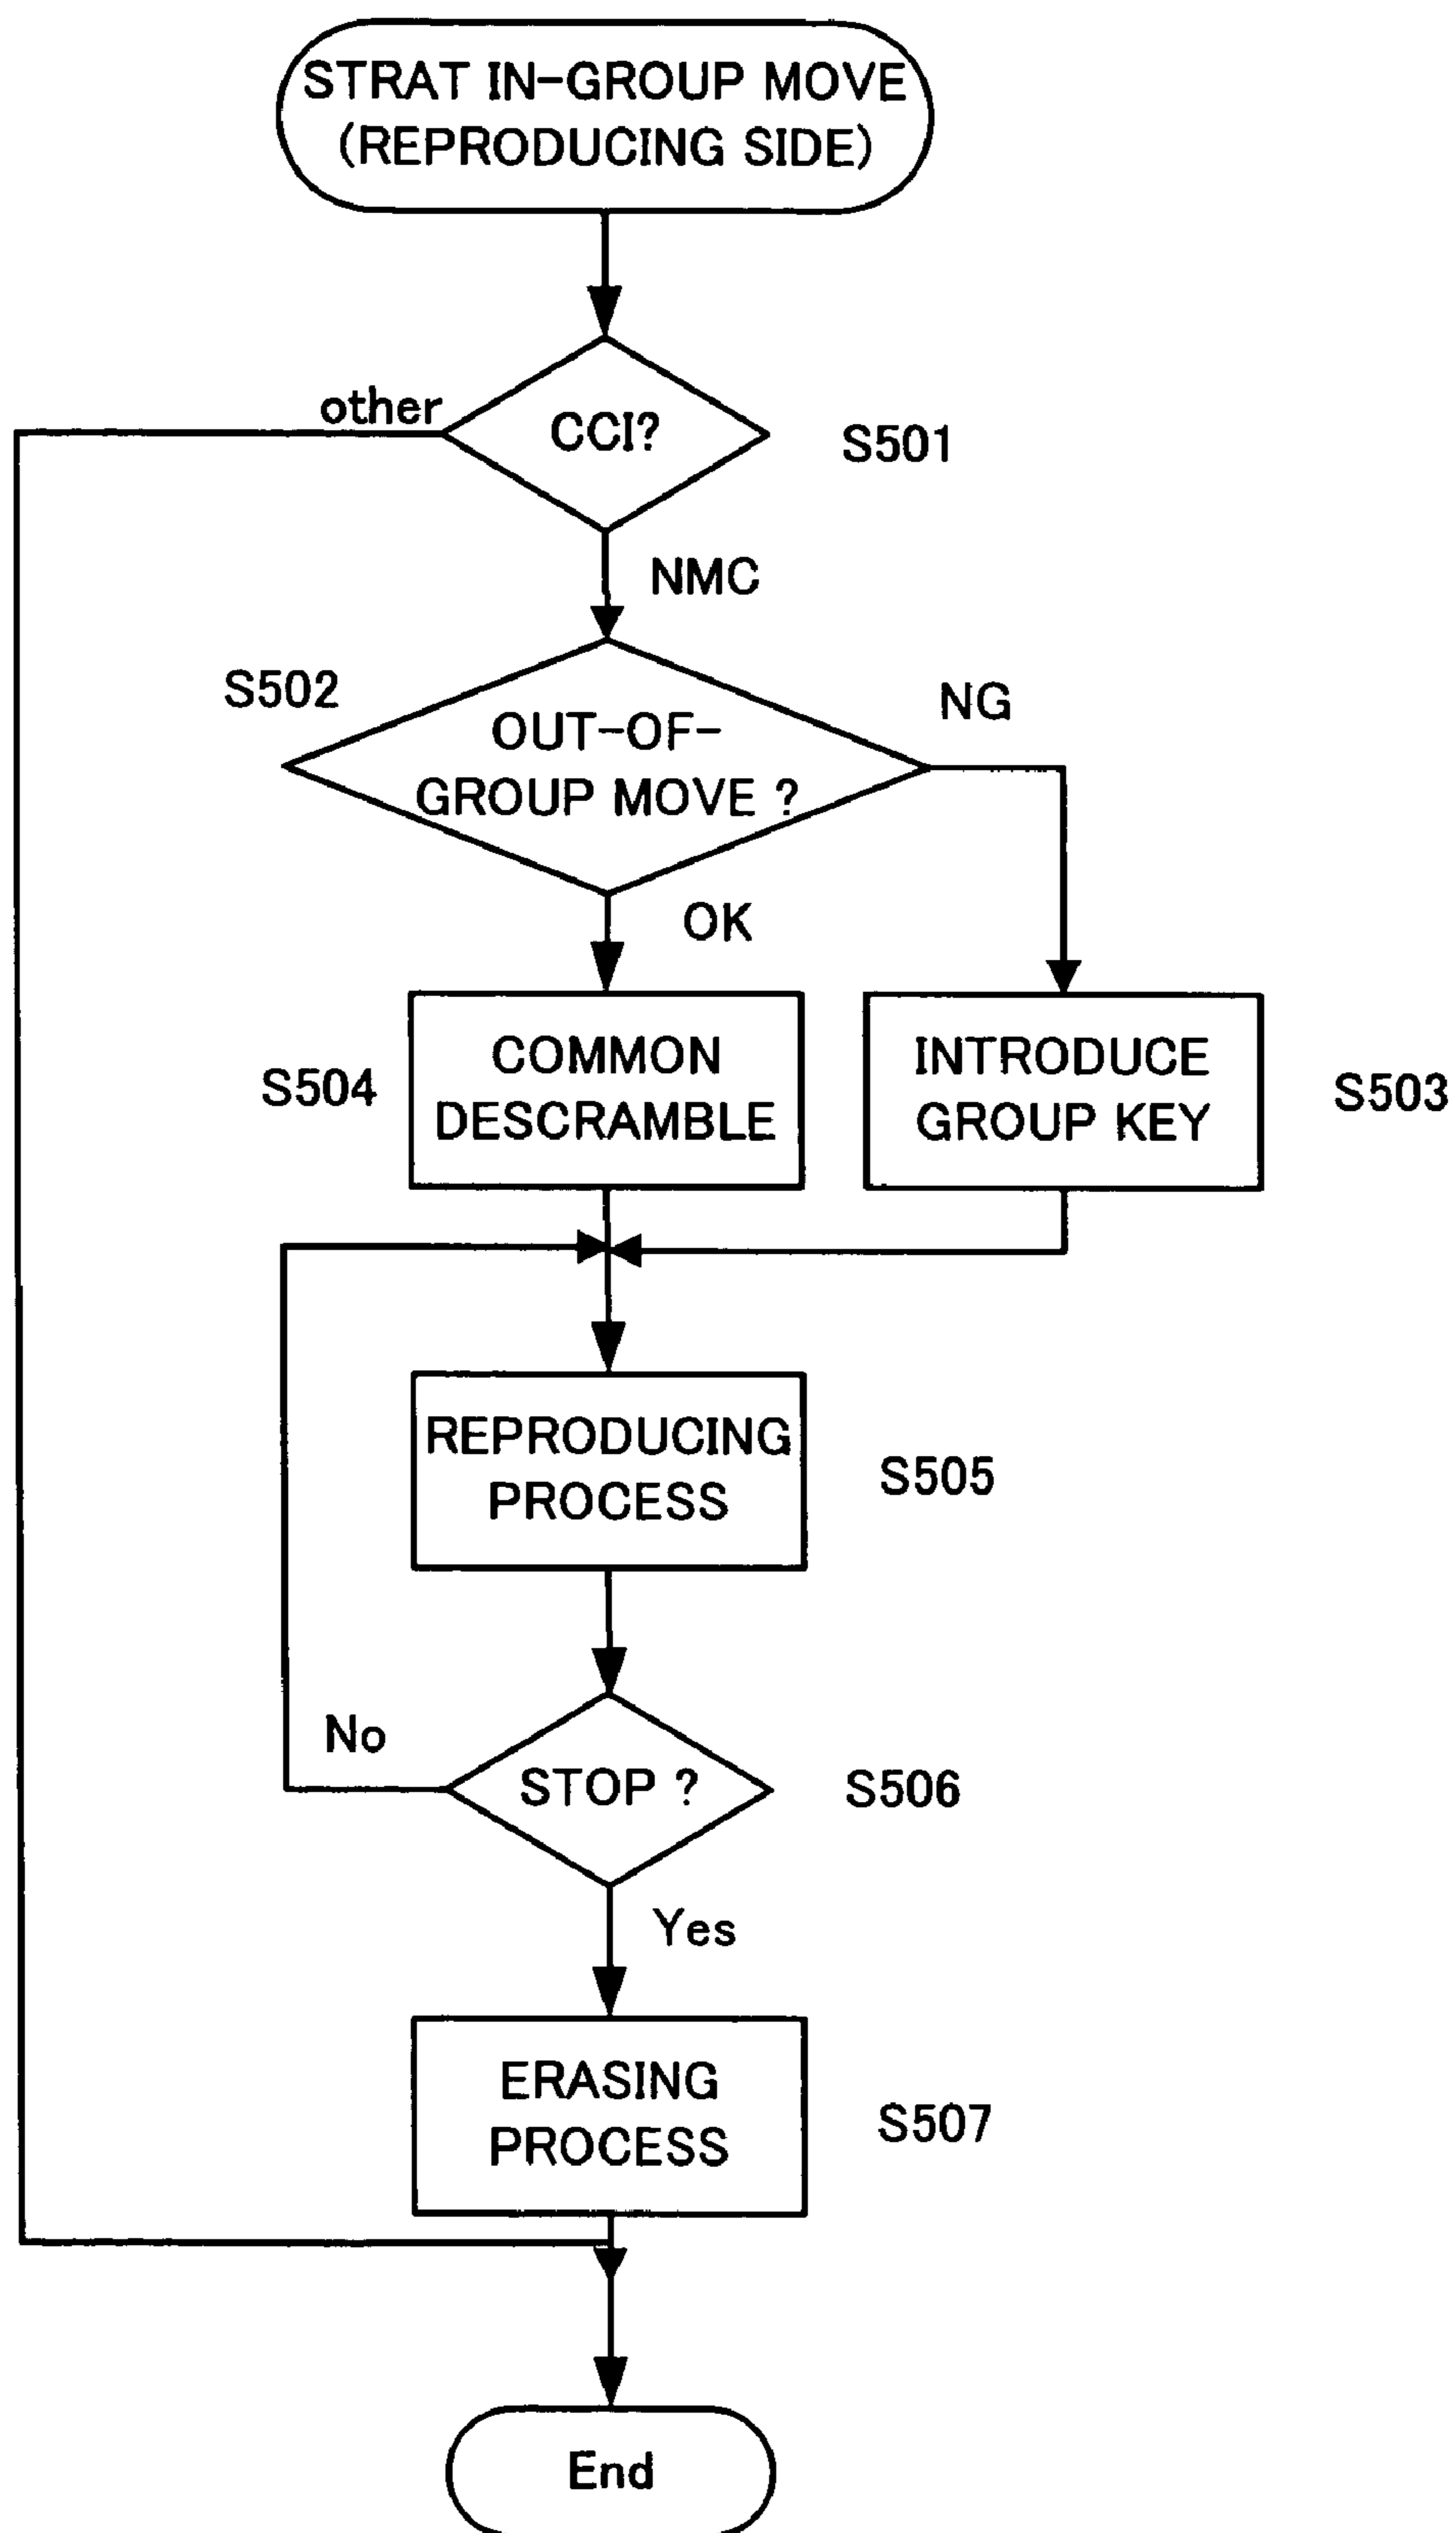 STRAT IN-GROUP MOVE
(REPRODUCING SIDE)
other
CCI?
S501
NMC
S502
NG
OUT-OF-
GROUP MOVE ?
OK
COMMON
DESCRAMBLE
S504
INTRODUCE
GROUP KEY
S503
REPRODUCING
PROCESS
S505
No
STOP ?
S506
Yes
ERASING
PROCESS
S507
End